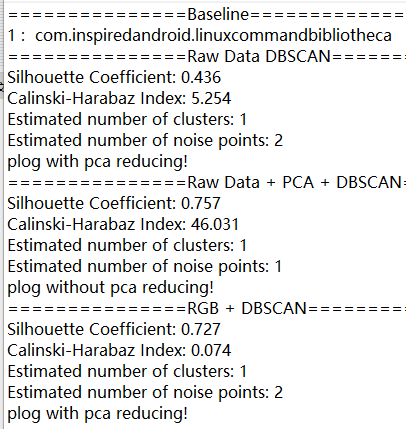 ===============Baseline===============
1 :  com.inspiredandroid.linuxcommandbibliotheca
===============Raw Data DBSCAN========
Silhouette Coefficient: 0.436
Calinski-Harabaz Index: 5.254
Estimated number of clusters: 1
Estimated number of noise points: 2
plog with pca reducing!
===============Raw Data + PCA + DBSCAN=
Silhouette Coefficient: 0.757
Calinski-Harabaz Index: 46.031
Estimated number of clusters: 1
Estimated number of noise points: 1
plog without pca reducing!
===============RGB + DBSCAN==========
Silhouette Coefficient: 0.727
Calinski-Harabaz Index: 0.074
Estimated number of clusters: 1
Estimated number of noise points: 2
plog with pca reducing!